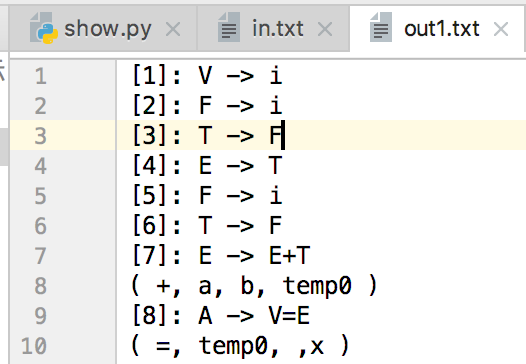 show.py in.txt out1.txt
1 [1]: V -> i
2 [2]: F -> i
3 [3]: T -> F
4 [4]: E -> T
5 [5]: F -> i
6 [6]: T -> F
7 [7]: E -> E+T
8 ( +, a, b, temp0 )
9 [8]: A -> V=E
10 ( =, temp0, ,x )